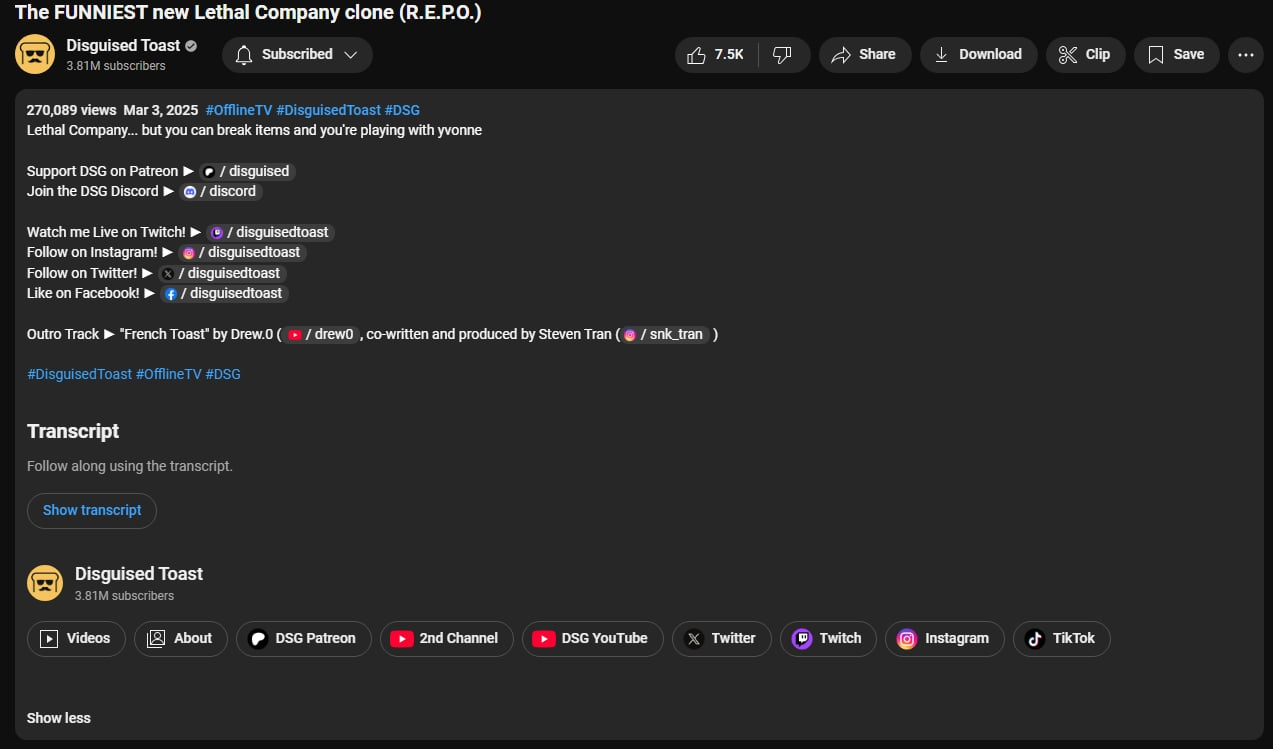 The FUNNIEST new Lethal Company clone (R.E.P.O.)
Disguised Toast
3.81M subscribers
Subscribed
7.5K
Share
Download
Clip
Save
270,089 views Mar 3, 2025 #OfflineTV #DisguisedToast #DSG
Lethal Company... but you can break items and you're playing with yvonne
Support DSG on Patreon ► / disguised
Join the DSG Discord ► / discord
Watch me Live on Twitch! ► / disguisedtoast
Follow on Instagram! ► / disguisedtoast
Follow on Twitter! ► / disguisedtoast
Like on Facebook! ► / disguisedtoast
Outro Track ► "French Toast" by Drew.0 ( / drew0 , co-written and produced by Steven Tran ( / snk_tran )
#DisguisedToast #OfflineTV #DSG
Transcript
Follow along using the transcript.
Show transcript
Disguised Toast
3.81M subscribers
Videos
About
DSG Patreon
2nd Channel
DSG YouTube
Twitter
Twitch
Instagram
TikTok
Show less